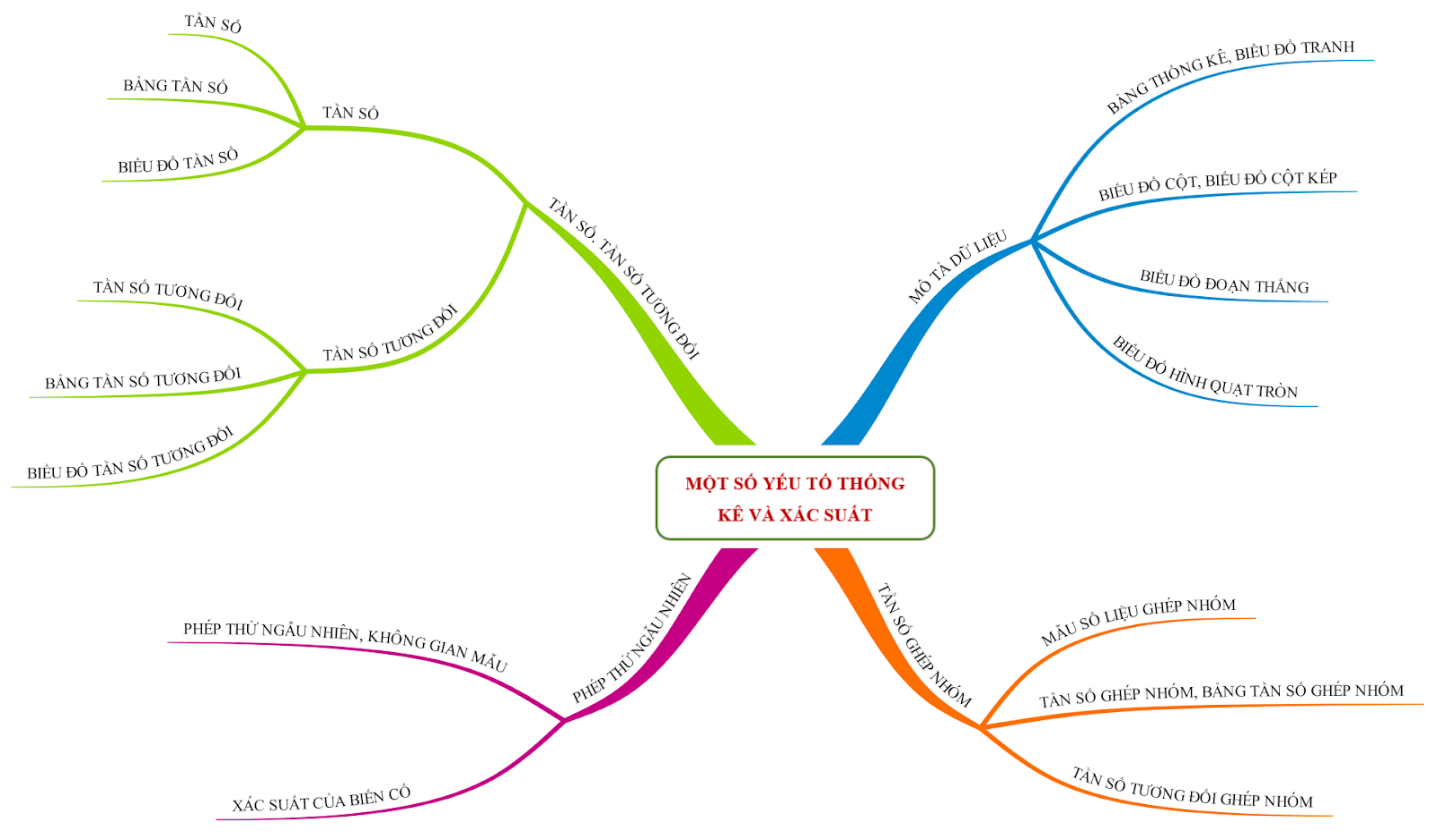 MỘT SỐ YẾU TỐ THỐNG
KÊ VÀ XÁC SUẤT
TẦN SỐ. TẦN SỐ TƯƠNG ĐỐI
TẦN SỐ
TẦN SỐ
BẢNG TẦN SỐ
BIỂU ĐỒ TẦN SỐ
TẦN SỐ TƯƠNG ĐỐI
TẦN SỐ TƯƠNG ĐỐI
BẢNG TẦN SỐ TƯƠNG ĐỐI
BIỂU ĐỒ TẦN SỐ TƯƠNG ĐỐI
MÔ TẢ DỮ LIỆU
BẢNG THỐNG KÊ, BIỂU ĐỒ TRANH
BIỂU ĐỒ CỘT, BIỂU ĐỒ CỘT KÉP
BIỂU ĐỒ ĐOẠN THẲNG
BIỂU ĐỒ HÌNH QUẠT TRÒN
PHÉP THỬ NGẪU NHIÊN
PHÉP THỬ NGẪU NHIÊN, KHÔNG GIAN MẪU
XÁC SUẤT CỦA BIẾN CỐ
TẦN SỐ GHÉP NHÓM
MẪU SỐ LIỆU GHÉP NHÓM
TẦN SỐ GHÉP NHÓM, BẢNG TẦN SỐ GHÉP NHÓM
TẦN SỐ TƯƠNG ĐỐI GHÉP NHÓM